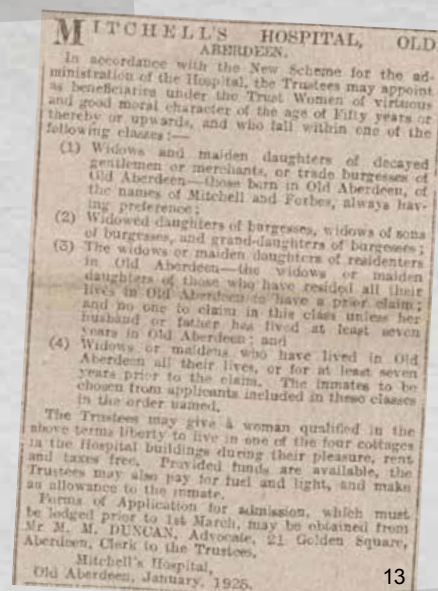 MITCHELL'S HOSPITAL, OLD
ABERDEEN.
In accordance with the New Scheme for the ad-
ministration of the Hospital, the Trustees may appoint
as beneficiaries under the Trust Women of virtuous
and good moral character of the age of Fifty years or
thereby or upwards, and who fall within one of the
following classes:—
(1) Widows and maiden daughters of decayed
gentlemen or merchants, or trade burgesses of
Old Aberdeen—those born in Old Aberdeen, of
the names of Mitchell and Forbes, always hav-
ing preference;
(2) Widowed daughters of burgesses, widows of sons
of burgesses, and grand-daughters of burgesses;
(3) The widows or maiden daughters of residenters
in Old Aberdeen—the widows or maiden
daughters of those who have resided all their
lives in Old Aberdeen to have a prior claim;
and no one to claim in this class unless her
husband or father has lived at least seven
years in Old Aberdeen; and
(4) Widows or maidens who have lived in Old
Aberdeen all their lives, or for at least seven
years prior to the claim. The inmates to be
chosen from applicants included in these classes
in the order named.
The Trustees may give a woman qualified in the
above terms liberty to live in one of the four cottages
in the Hospital buildings during their pleasure, rent
and taxes free. Provided funds are available, the
Trustees may also pay for fuel and light, and make
an allowance to the inmate.
Forms of Application for admission, which must
be lodged prior to 1st March, may be obtained from
Mr M. M. DUNCAN, Advocate, 21 Golden Square,
Aberdeen, Clerk to the Trustees.
Mitchell's Hospital,
Old Aberdeen, January, 1925.
13